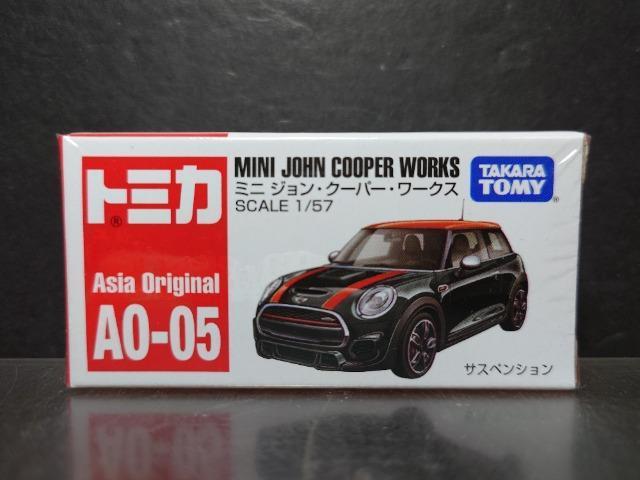 トミカ
®
Asia Original
AO-05
MINI JOHN COOPER WORKS
ミニ ジョン・クーパー・ワークス
SCALE 1/57
TAKARA
TOMY
®
サスペンション